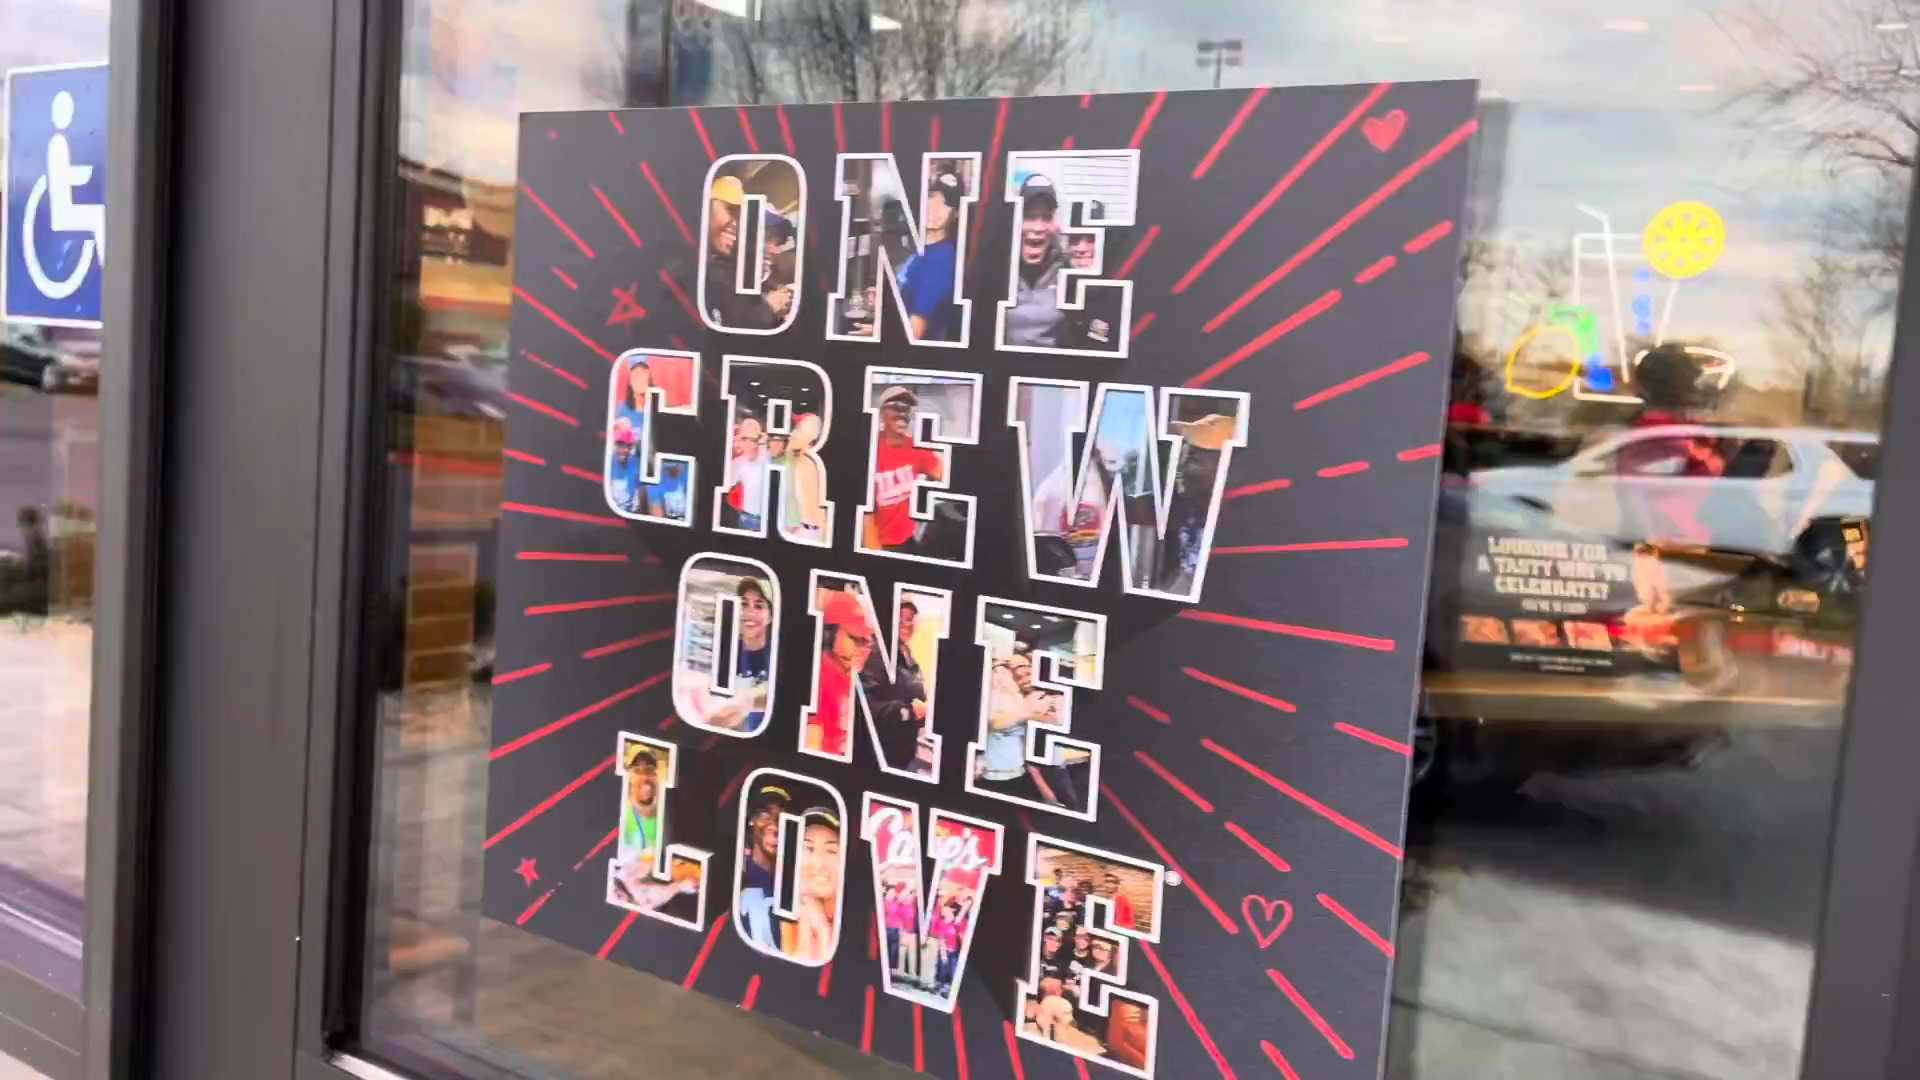 ONE
CREW
ONE
LOVE
Cane's
LOOKING FOR
A TASTY WAY TO
CELEBRATE?